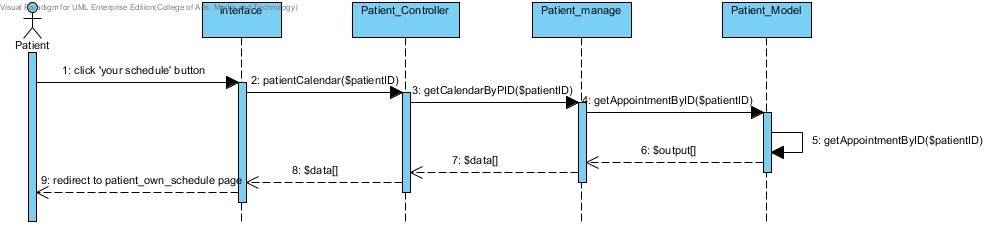 Visual Paradigm for UML Enterprise Edition(College of Arts, Media and Technology)
Interface
Patient_Controller
Patient_manage
Patient_Model
Patient
1: click 'your schedule' button
2: patientCalendar($patientID)
3: getCalendarByPID($patientID)
4: getAppointmentByID($patientID)
5: getAppointmentByID($patientID)
6: $output[]
7: $data[]
8: $data[]
9: redirect to patient_own_schedule page